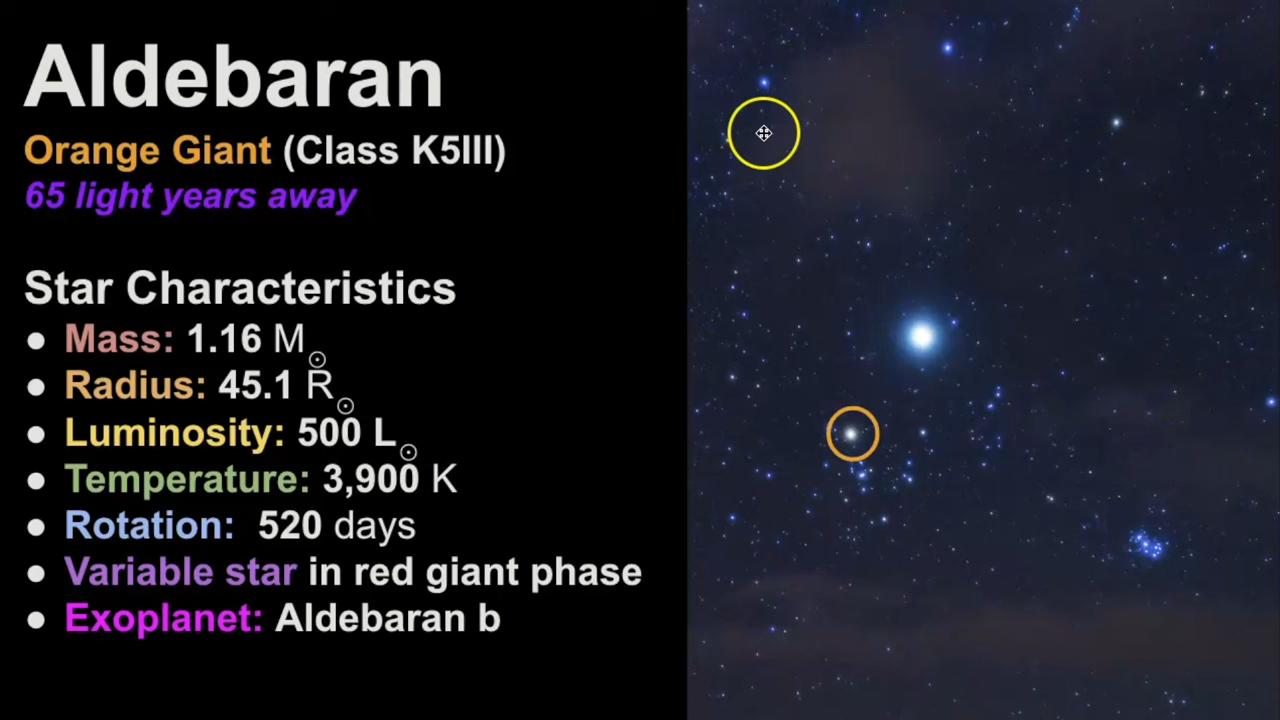 Aldebaran
Orange Giant (Class K5III)
65 light years away
Star Characteristics
● Mass: 1.16 M☉
● Radius: 45.1 R☉
● Luminosity: 500 L☉
● Temperature: 3,900 K
● Rotation: 520 days
● Variable star in red giant phase
● Exoplanet: Aldebaran b